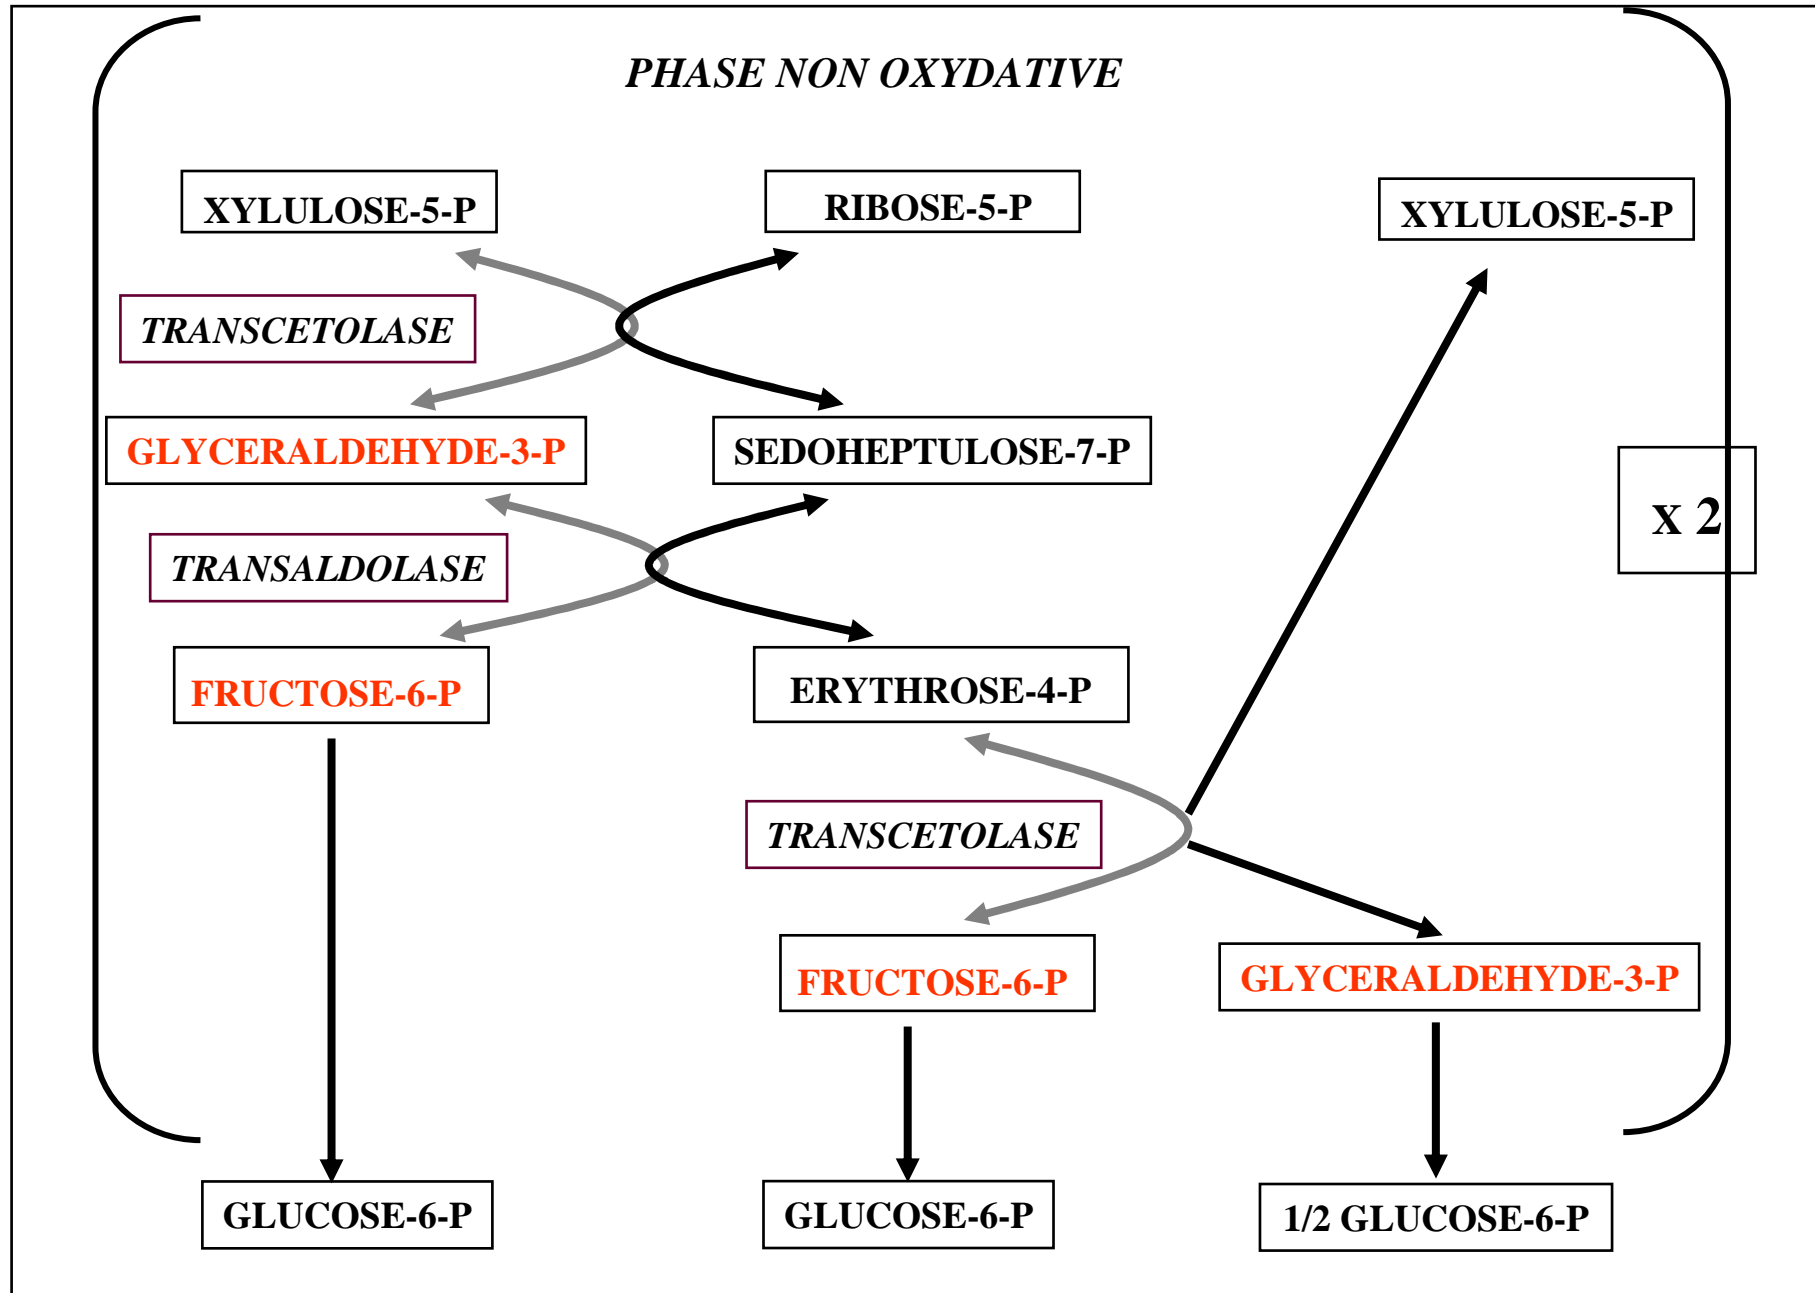 PHASE NON OXYDATIVE
XYLULOSE-5-P
RIBOSE-5-P
XYLULOSE-5-P
TRANSCETOLASE
GLYCERALDEHYDE-3-P
SEDOHEPTULOSE-7-P
X 2
TRANSALDOLASE
FRUCTOSE-6-P
ERYTHROSE-4-P
TRANSCETOLASE
FRUCTOSE-6-P
GLYCERALDEHYDE-3-P
GLUCOSE-6-P
GLUCOSE-6-P
1/2 GLUCOSE-6-P